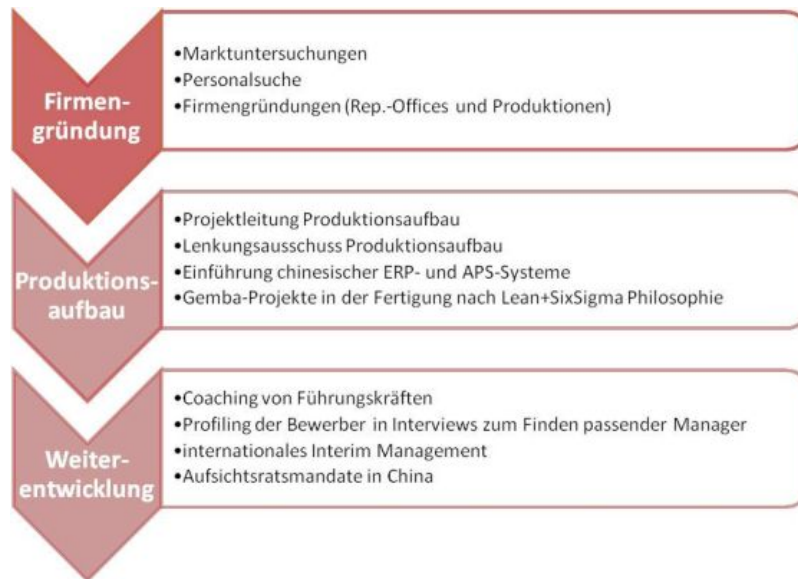 Firmen-
gründung
•Marktuntersuchungen
•Personalsuche
•Firmengründungen (Rep.-Offices und Produktionen)
Produktions-
aufbau
•Projektleitung Produktionsaufbau
•Lenkungsausschuss Produktionsaufbau
•Einführung chinesischer ERP- und APS-Systeme
•Gemba-Projekte in der Fertigung nach Lean+SixSigma Philosophie
Weiter-
entwicklung
•Coaching von Führungskräften
•Profiling der Bewerber in Interviews zum Finden passender Manager
•internationales Interim Management
•Aufsichtsratsmandate in China